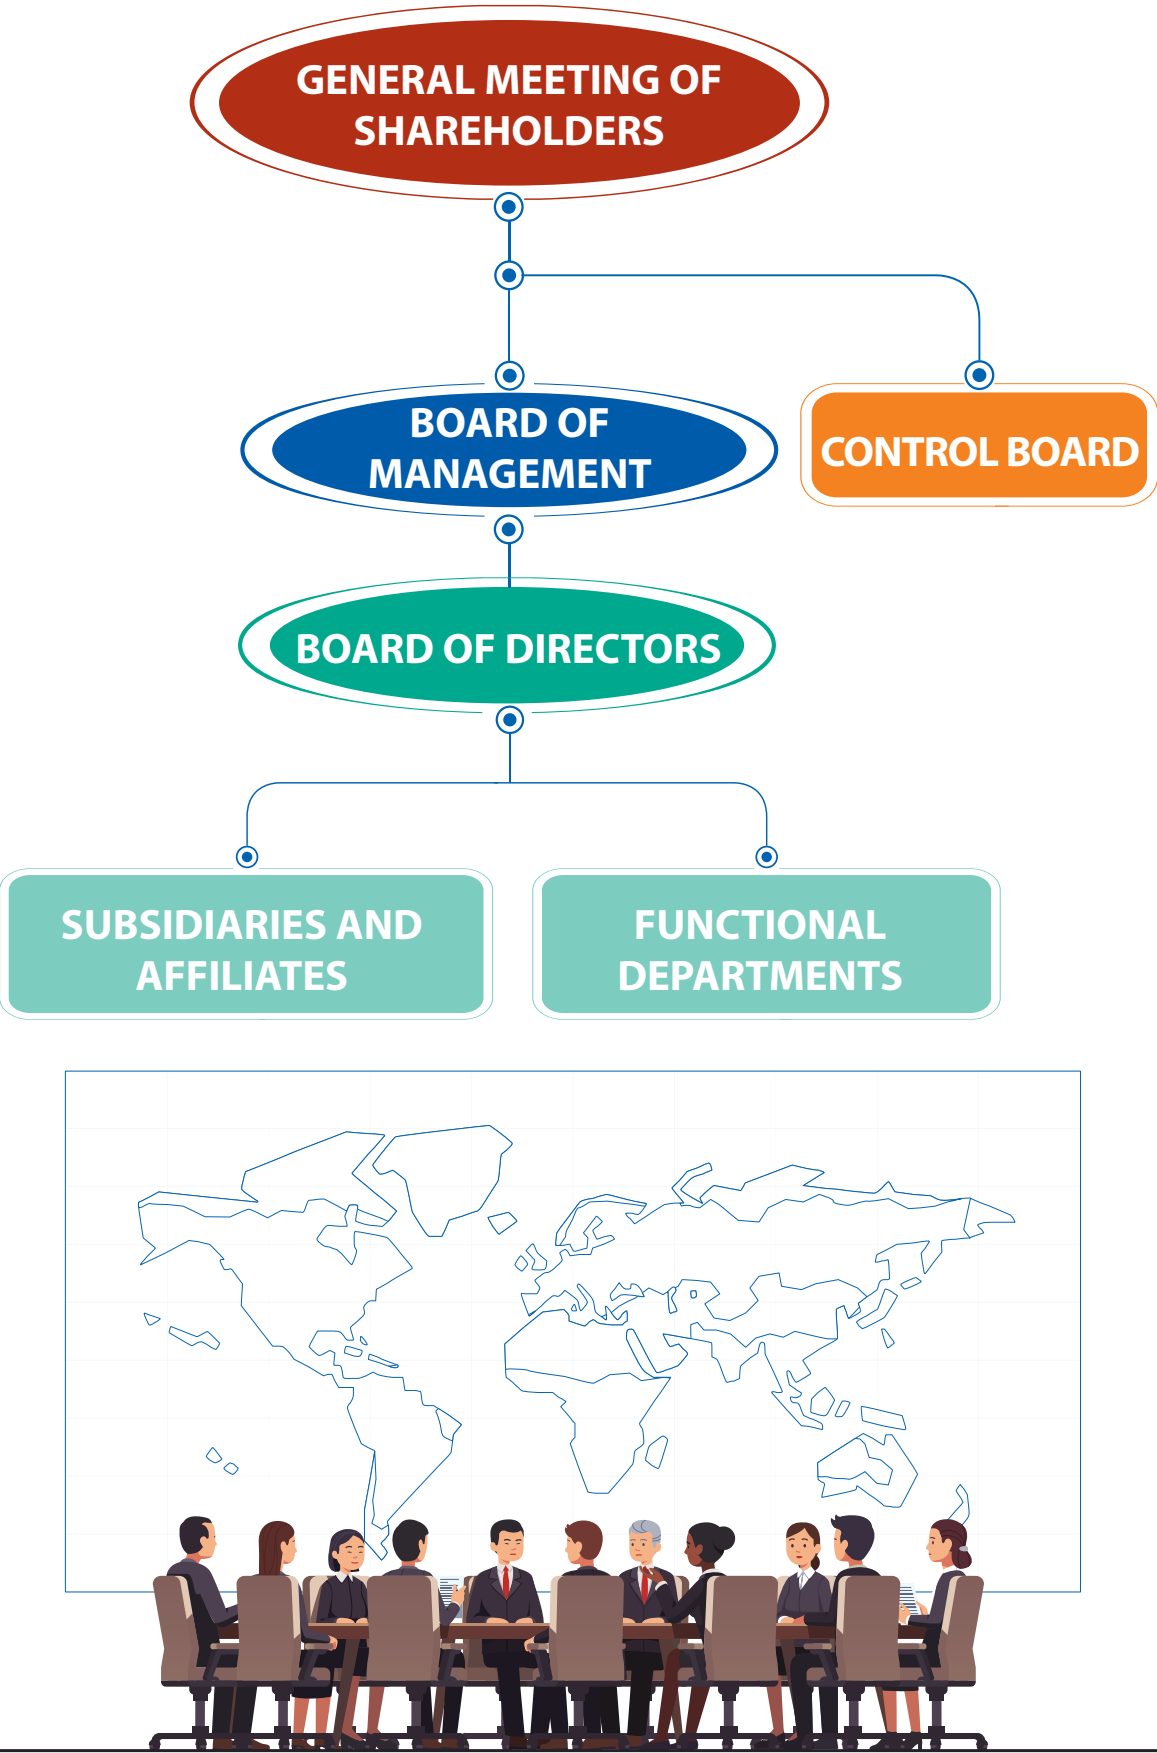 GENERAL MEETING OF
SHAREHOLDERS
BOARD OF
MANAGEMENT
CONTROL BOARD
BOARD OF DIRECTORS
SUBSIDIARIES AND
AFFILIATES
FUNCTIONAL
DEPARTMENTS